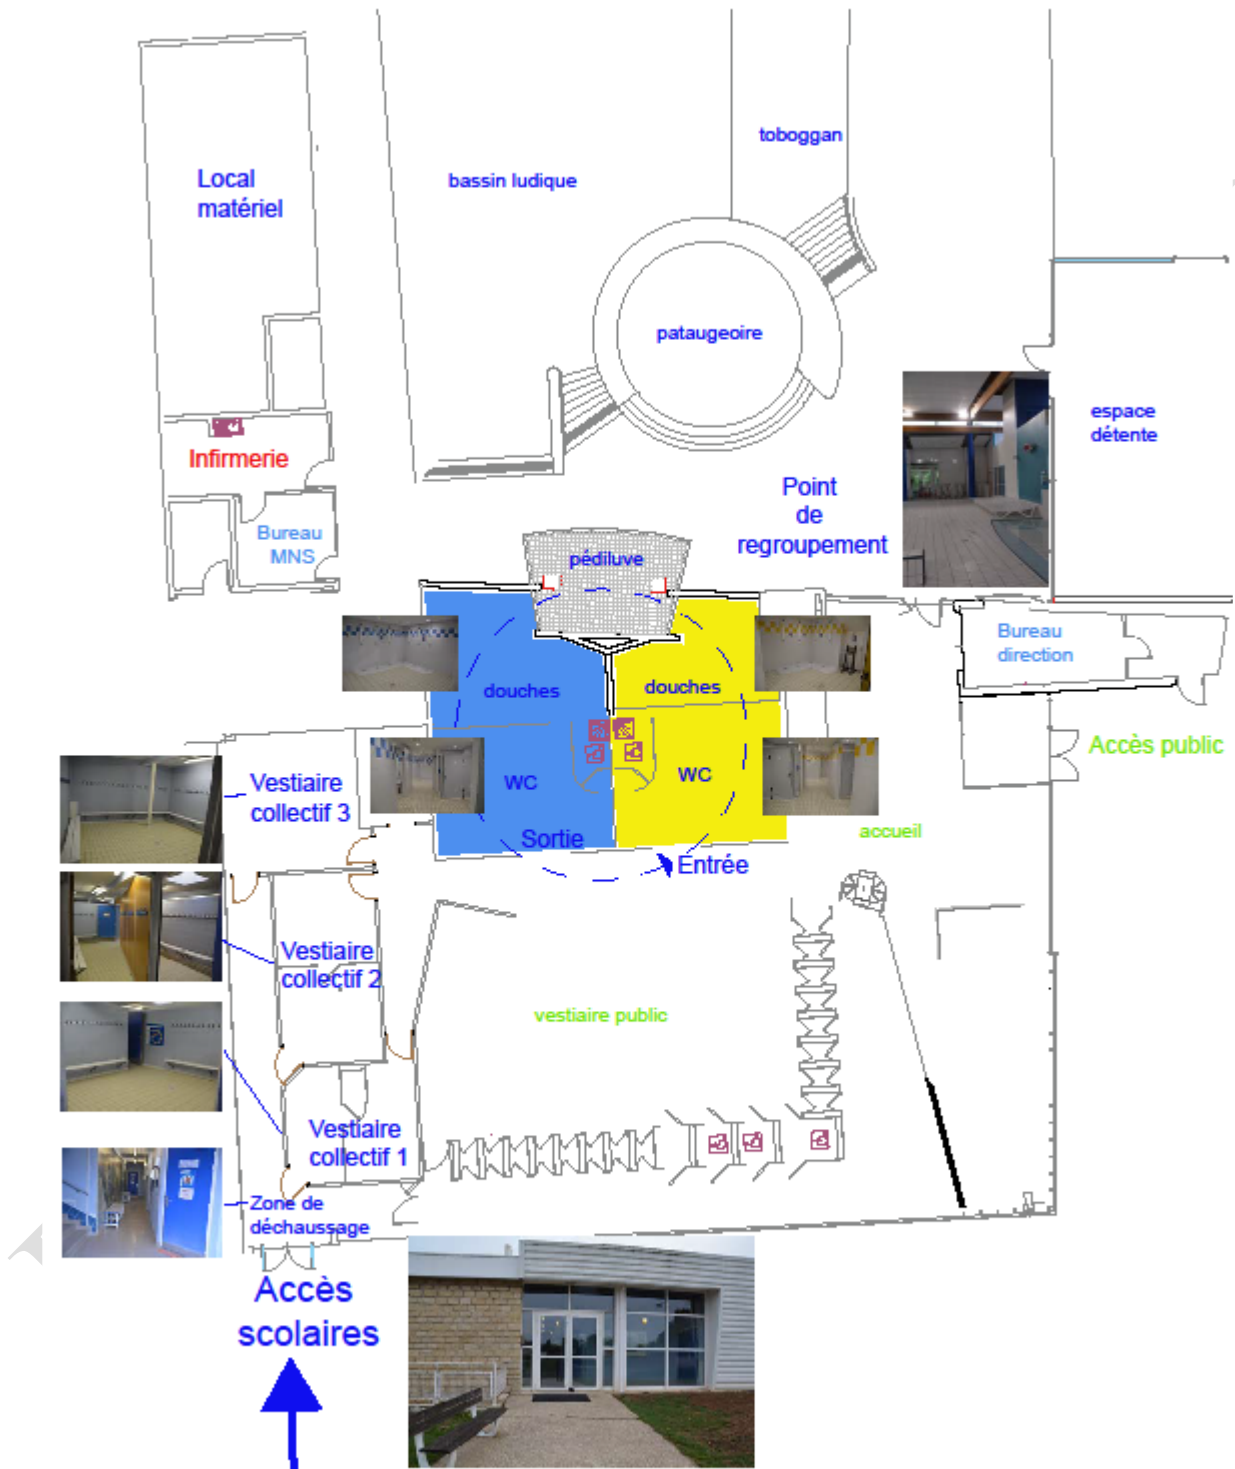 toboggan
Local
matériel
bassin ludique
pataugeoire
espace
détente
Infirmerie
Point
de
regroupement
Bureau
MNS
pédiluve
Bureau
direction
douches
douches
Accès public
WC
WC
Vestiaire
collectif 3
Sortie
accueil
Entrée
Vestiaire
collectif 2
vestiaire public
Vestiaire
collectif 1
Zone de
déchaussage
Accès
scolaires